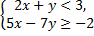 2x + y < 3,
5x − 7y ≥ −2